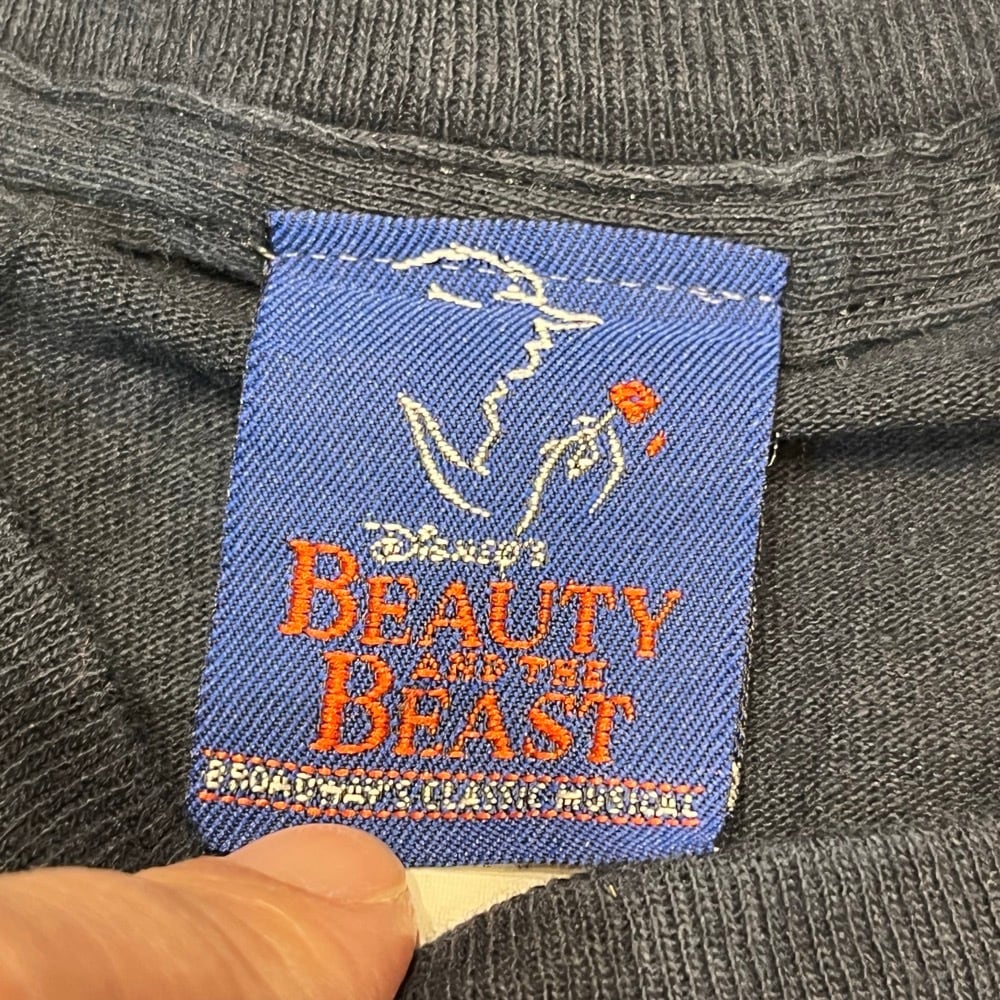 Disney's
BEAUTY
AND THE
BEAST
BROADWAY'S CLASSIC MUSICAL